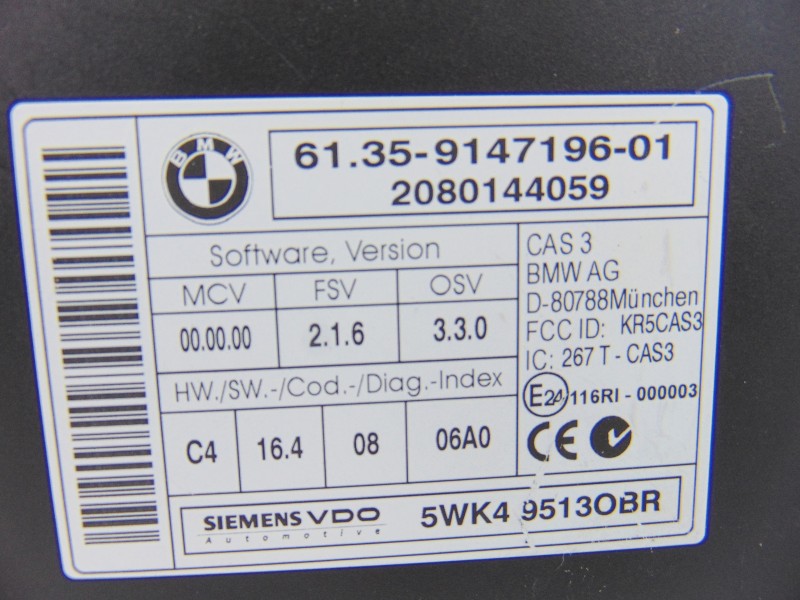 BMW
61.35-9147196-01
2080144059
Software, Version
MCV FSV OSV
00.00.00 2.1.6 3.3.0
HW./SW.-/Cod.-/Diag.-Index
C4 16.4 08 06A0
CAS 3
BMW AG
D-80788München
FCC ID: KR5CAS3
IC: 267 T - CAS3
E24 116RI - 000003
CE
SIEMENS VDO
Automotive
5WK4 9513OBR